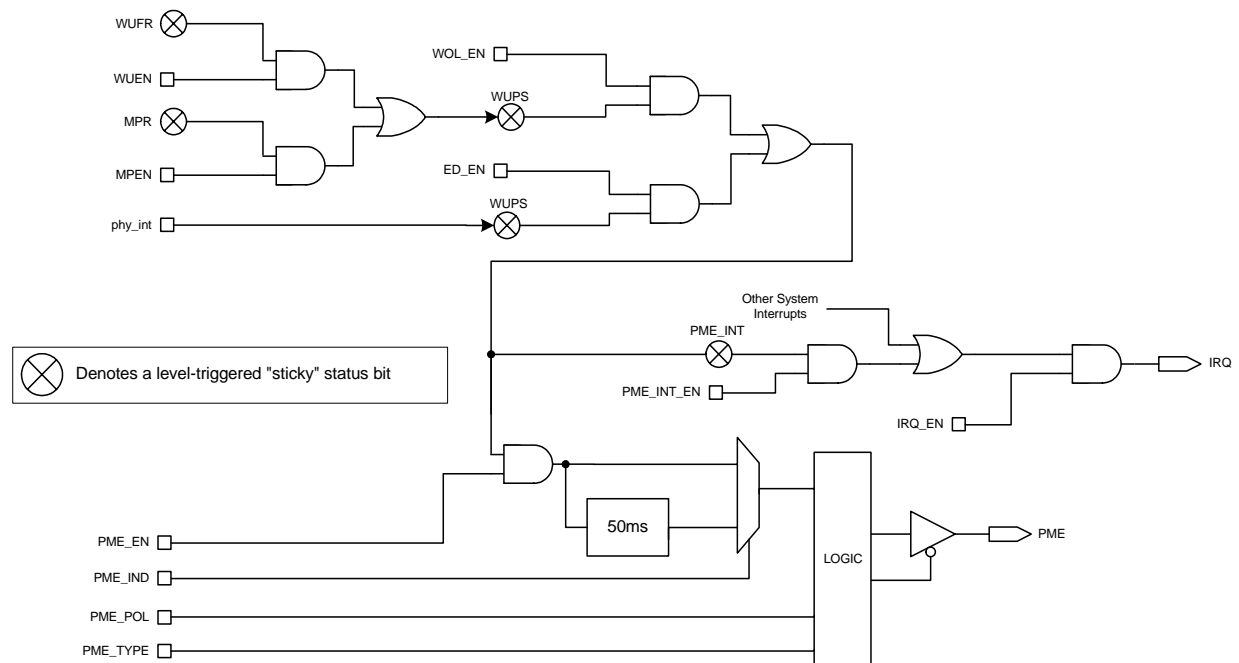 WUFR
WUEN
MPR
MPEN
phy_int
WOL_EN
WUPS
ED_EN
WUPS
Other System
Interrupts
PME_INT
PME_INT_EN
IRQ_EN
IRQ
Denotes a level-triggered "sticky" status bit
50ms
LOGIC
PME
PME_EN
PME_IND
PME_POL
PME_TYPE